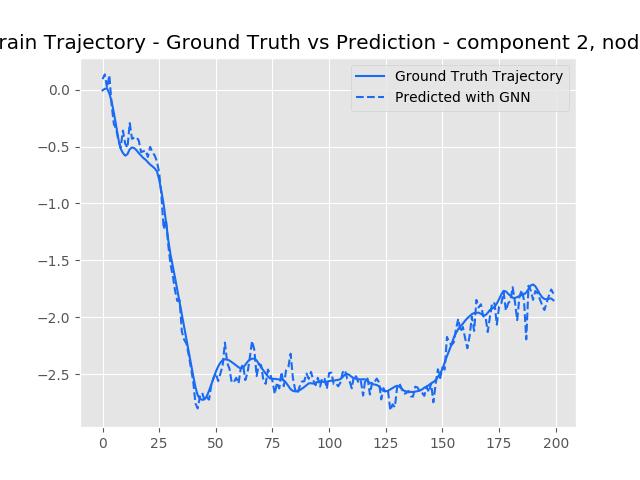 rain Trajectory - Ground Truth vs Prediction - component 2, nod
Ground Truth Trajectory
Predicted with GNN
0.0
−0.5
−1.0
−1.5
−2.0
−2.5
0 25 50 75 100 125 150 175 200